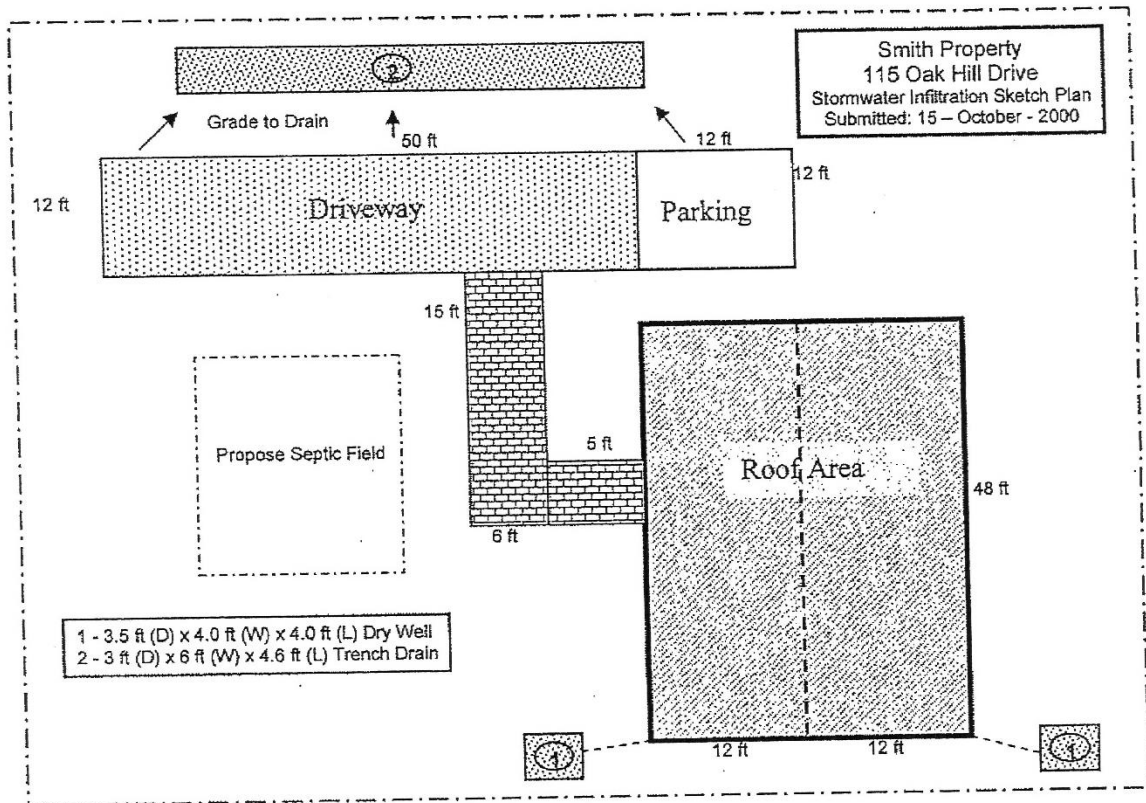 Smith Property
115 Oak Hill Drive
Stormwater Infiltration Sketch Plan
Submitted: 15 – October - 2000
2
Grade to Drain
50 ft
12 ft
12 ft
12 ft
Driveway
Parking
15 ft
Propose Septic Field
5 ft
Roof Area
48 ft
6 ft
1 - 3.5 ft (D) x 4.0 ft (W) x 4.0 ft (L) Dry Well
2 - 3 ft (D) x 6 ft (W) x 4.6 ft (L) Trench Drain
1
12 ft
12 ft
1